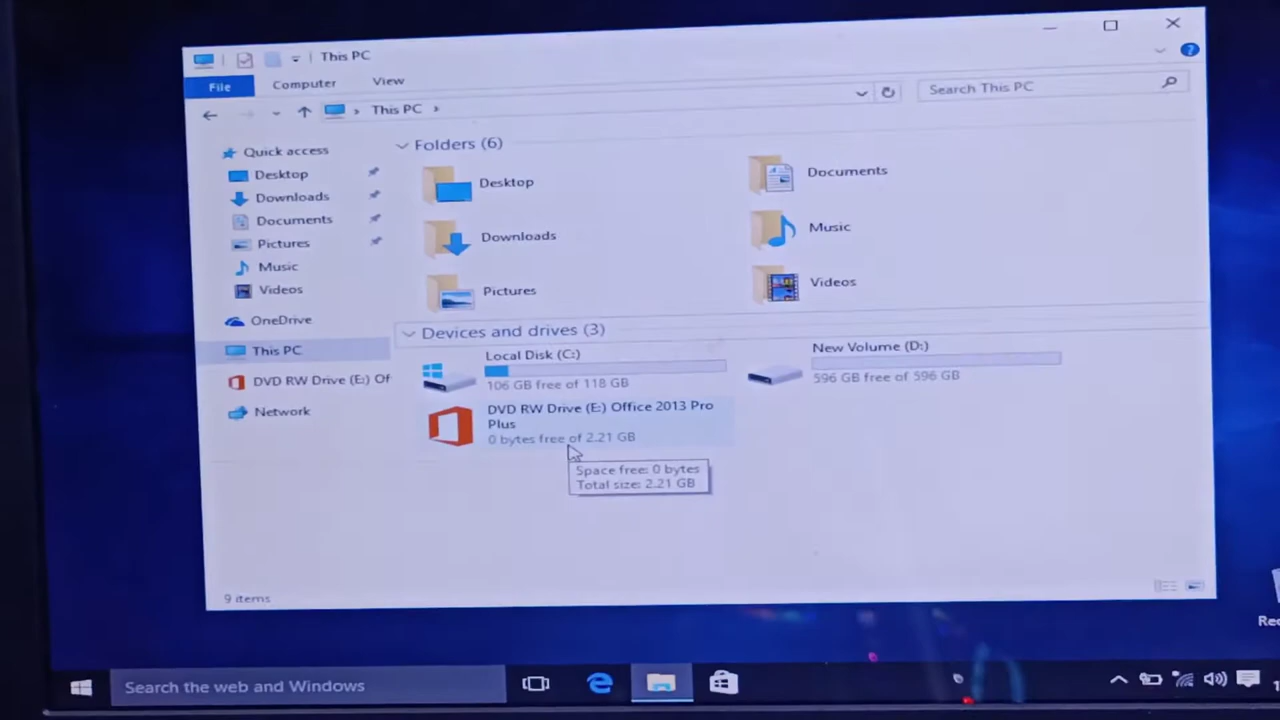 This PC
File Computer View
This PC
Search This PC
Quick access
Desktop
Downloads
Documents
Pictures
Music
Videos
OneDrive
This PC
DVD RW Drive (E:) Of
Network
Folders (6)
Desktop
Documents
Downloads
Music
Pictures
Videos
Devices and drives (3)
Local Disk (C:)
106 GB free of 118 GB
New Volume (D:)
596 GB free of 596 GB
DVD RW Drive (E:) Office 2013 Pro
Plus
0 bytes free of 2.21 GB
Space free: 0 bytes
Total size: 2.21 GB
9 items
Search the web and Windows